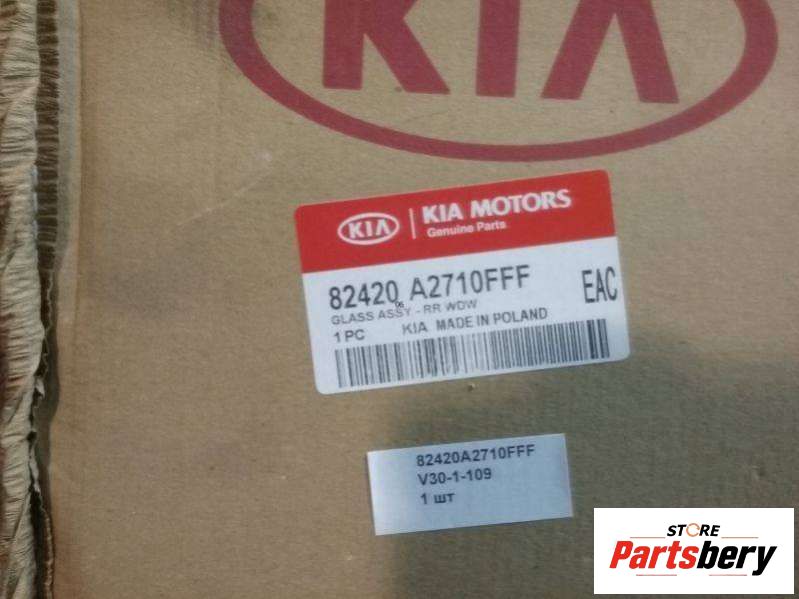 KIA
KIA | KIA MOTORS
Genuine Parts
82420 A2710FFF
EAC
GLASS ASSY - RR WDW
1 PC KIA MADE IN POLAND
82420A2710FFF
V30-1-109
1 шт
STORE
Partsbery